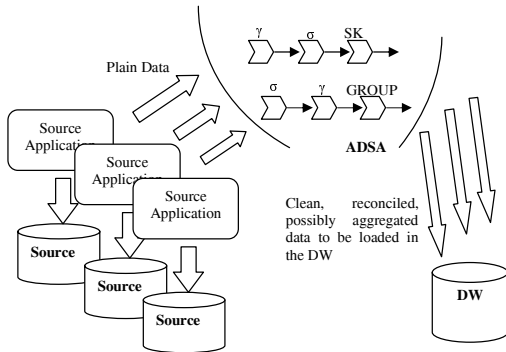 γ σ SK
Plain Data
σ γ GROUP
ADSA
Source
Application
Source
Application
Source
Application
Clean, reconciled,
possibly aggregated
data to be loaded in
the DW
Source
Source
Source
DW